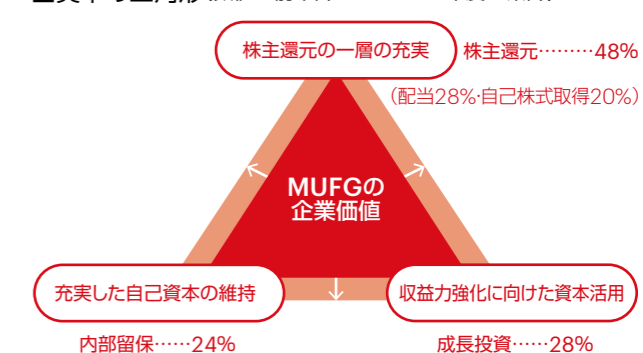 株主還元の一層の充実
株主還元………48%
（配当28%・自己株式取得20%）
MUFGの
企業価値
充実した自己資本の維持
収益力強化に向けた資本活用
内部留保……24%
成長投資……28%